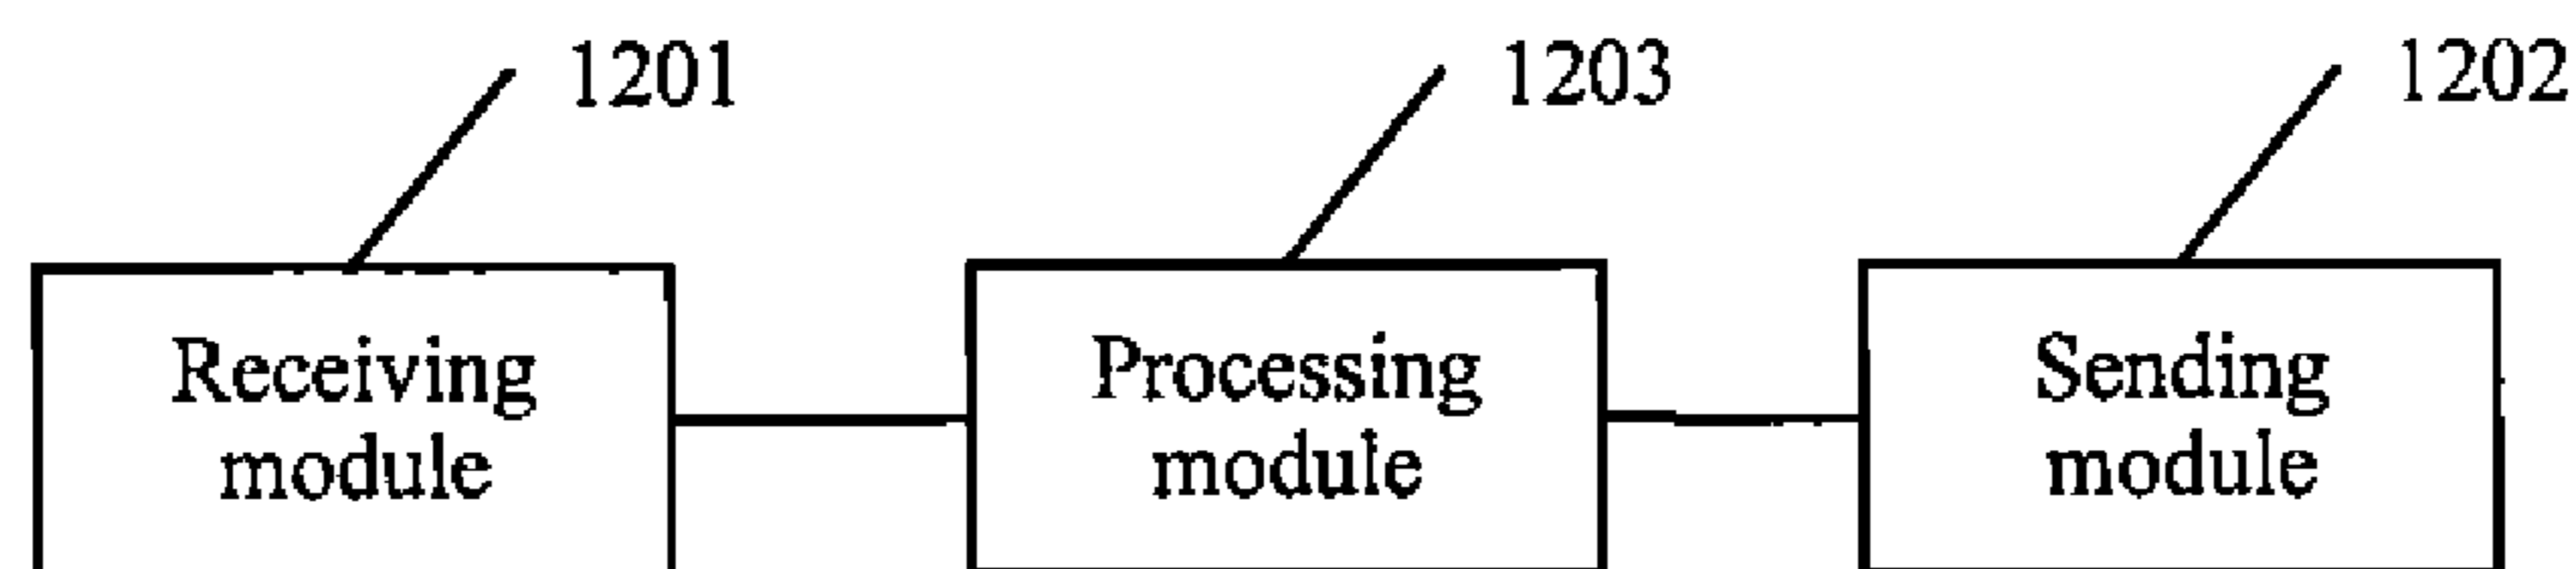 1201
1203
1202
Receiving
module
Processing
module
Sending
module